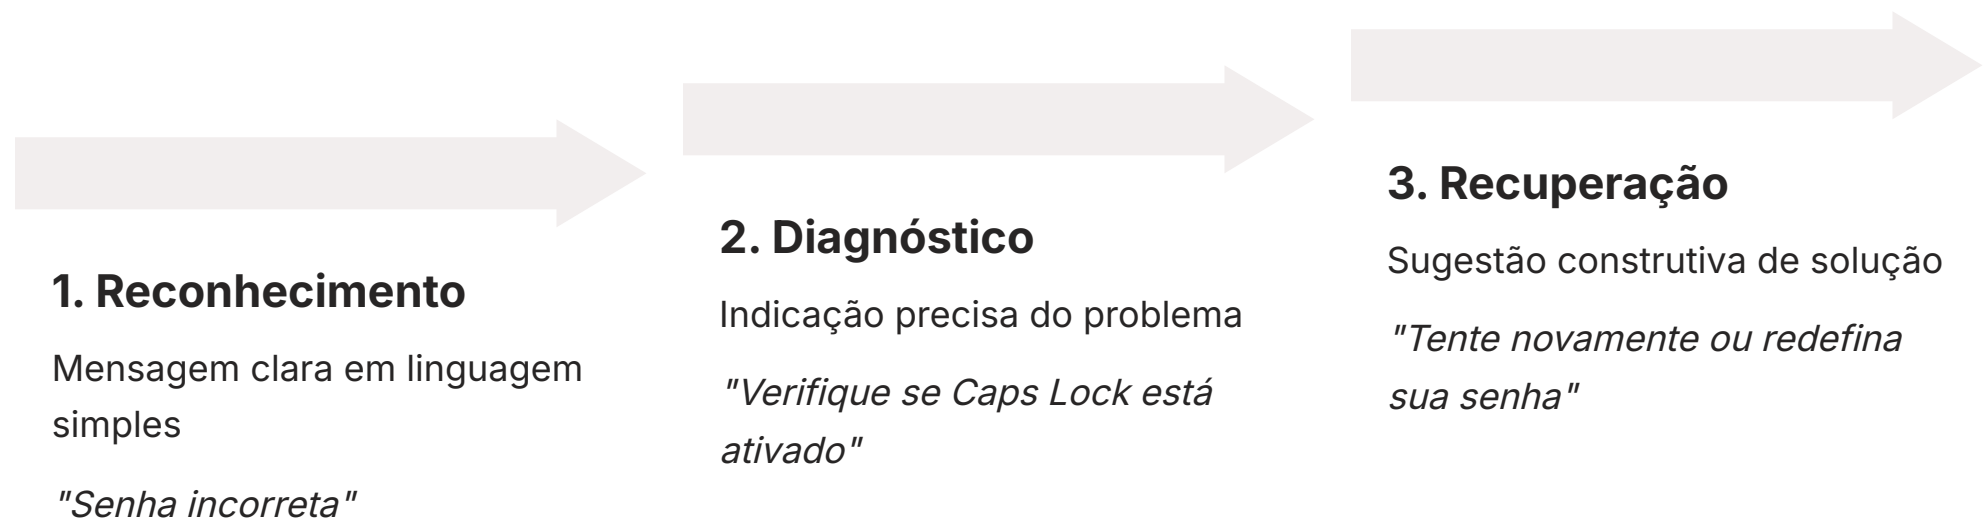 1. Reconhecimento
Mensagem clara em linguagem
simples
"Senha incorreta"
2. Diagnóstico
Indicação precisa do problema
"Verifique se Caps Lock está
ativado"
3. Recuperação
Sugestão construtiva de solução
"Tente novamente ou redefina
sua senha"